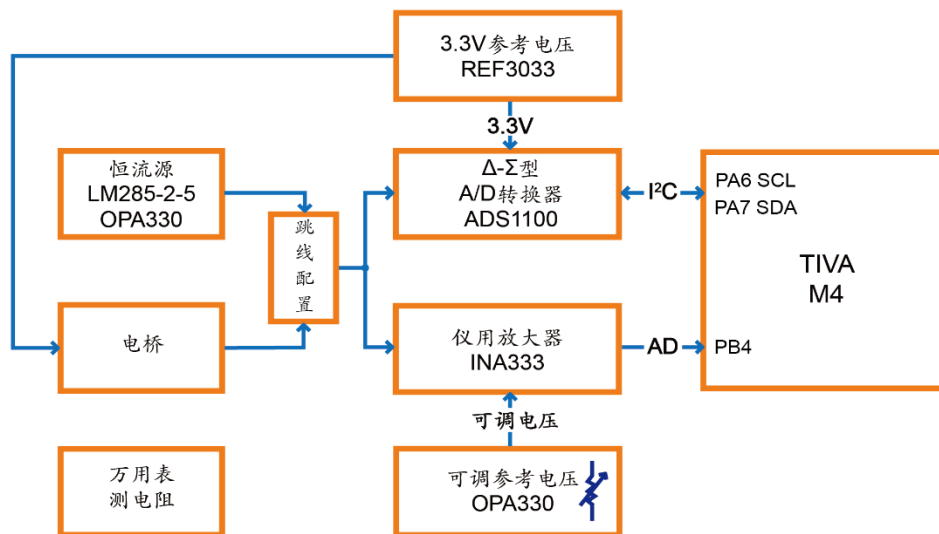 3.3V参考电压
REF3033
3.3V
恒流源
LM285-2-5
OPA330
Δ-Σ型
A/D转换器
ADS1100
I²C
PA6 SCL
PA7 SDA
TIVA
M4
跳
线
配
置
电桥
仪用放大器
INA333
AD
PB4
可调电压
万用表
测电阻
可调参考电压
OPA330